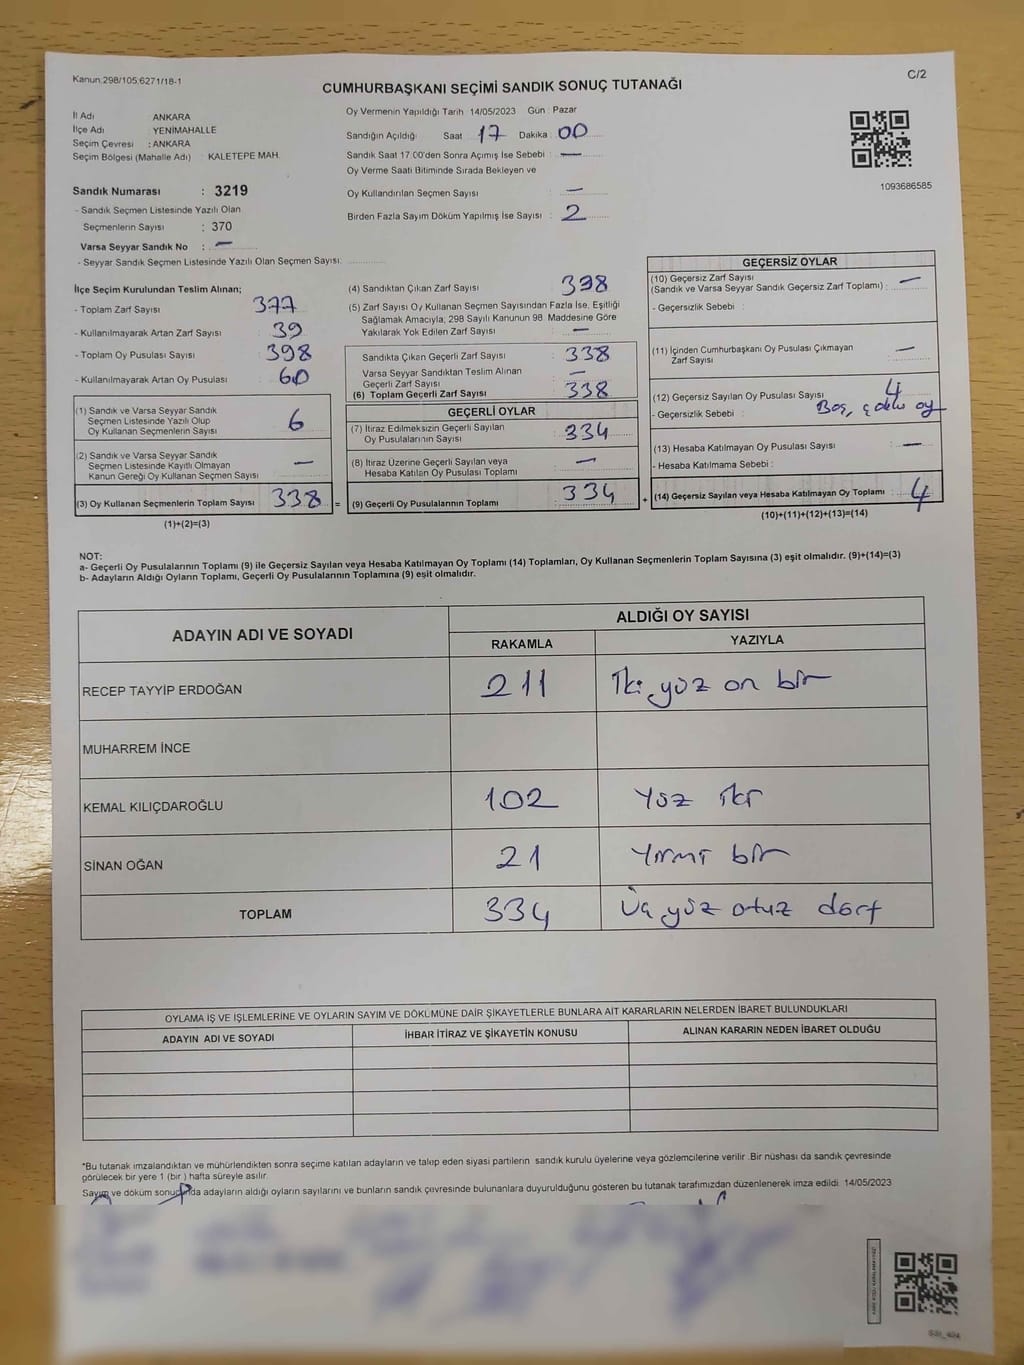 Kanun:298/105:6271/18-1
C/2
CUMHURBAŞKANI SEÇİMİ SANDIK SONUÇ TUTANAĞI
İl Adı ANKARA
İlçe Adı YENİMAHALLE
Seçim Çevresi : ANKARA
Seçim Bölgesi (Mahalle Adı) : KALETEPE MAH.
Sandık Numarası : 3219
- Sandık Seçmen Listesinde Yazılı Olan
Seçmenlerin Sayısı : 370
Varsa Seyyar Sandık No : —
- Seyyar Sandık Seçmen Listesinde Yazılı Olan Seçmen Sayısı:
Oy Vermenin Yapıldığı Tarih 14/05/2023 Gün : Pazar
Sandığın Açıldığı Saat 17 Dakika 00
Sandık Saat 17:00'den Sonra Açımış İse Sebebi : —
Oy Verme Saati Bitiminde Sırada Bekleyen ve
Oy Kullandırılan Seçmen Sayısı : —
Birden Fazla Sayım Döküm Yapılmış İse Sayısı : 2
1093686585
İlçe Seçim Kurulundan Teslim Alınan;
- Toplam Zarf Sayısı : 377
- Kullanılmayarak Artan Zarf Sayısı : 39
- Toplam Oy Pusulası Sayısı : 398
- Kullanılmayarak Artan Oy Pusulası : 60
(1) Sandık ve Varsa Seyyar Sandık
Seçmen Listesinde Yazılı Olup
Oy Kullanan Seçmenlerin Sayısı : 6
(2) Sandık ve Varsa Seyyar Sandık
Seçmen Listesinde Kayıtlı Olmayan
Kanun Gereği Oy Kullanan Seçmen Sayısı : —
(3) Oy Kullanan Seçmenlerin Toplam Sayısı : 338 =
(1)+(2)=(3)
(4) Sandıktan Çıkan Zarf Sayısı : 398
(5) Zarf Sayısı Oy Kullanan Seçmen Sayısından Fazla İse, Eşitliği
Sağlamak Amacıyla; 298 Sayılı Kanunun 98. Maddesine Göre
Yakılarak Yok Edilen Zarf Sayısı : —
Sandıkta Çıkan Geçerli Zarf Sayısı : 338
Varsa Seyyar Sandıktan Teslim Alınan
Geçerli Zarf Sayısı : —
(6) Toplam Geçerli Zarf Sayısı : 338
GEÇERLİ OYLAR
(7) İtiraz Edilmeksizin Geçerli Sayılan
Oy Pusulalarının Sayısı : 334
(8) İtiraz Üzerine Geçerli Sayılan veya
Hesaba Katılan Oy Pusulası Toplamı : —
(9) Geçerli Oy Pusulalarının Toplamı : 334 +
GEÇERSİZ OYLAR
(10) Geçersiz Zarf Sayısı
(Sandık ve Varsa Seyyar Sandık Geçersiz Zarf Toplamı) : —
- Geçersizlik Sebebi :
(11) İçinden Cumhurbaşkanı Oy Pusulası Çıkmayan
Zarf Sayısı : —
(12) Geçersiz Sayılan Oy Pusulası Sayısı : 4
- Geçersizlik Sebebi : Boş, oy
(13) Hesaba Katılmayan Oy Pusulası Sayısı : —
- Hesaba Katılmama Sebebi :
(14) Geçersiz Sayılan veya Hesaba Katılmayan Oy Toplamı : 4
(10)+(11)+(12)+(13)=(14)
NOT:
a- Geçerli Oy Pusulalarının Toplamı (9) ile Geçersiz Sayılan veya Hesaba Katılmayan Oy Toplamı (14) Toplamları, Oy Kullanan Seçmenlerin Toplam Sayısına (3) eşit olmalıdır. (9)+(14)=(3)
b- Adayların Aldığı Oyların Toplamı, Geçerli Oy Pusulalarının Toplamına (9) eşit olmalıdır.
ADAYIN ADI VE SOYADI
ALDIĞI OY SAYISI
RAKAMLA YAZIYLA
RECEP TAYYİP ERDOĞAN 211 İki yüz on bir
MUHARREM İNCE
KEMAL KILIÇDAROĞLU 102 Yüz iki
SİNAN OĞAN 21 Yirmi bir
TOPLAM 334 Üç yüz otuz dört
OYLAMA İŞ VE İŞLEMLERİNE VE OYLARIN SAYIM VE DÖKÜMÜNE DAİR ŞİKAYETLERLE BUNLARA AİT KARARLARIN NELERDEN İBARET BULUNDUKLARI
ADAYIN ADI VE SOYADI İHBAR İTİRAZ VE ŞİKAYETİN KONUSU ALINAN KARARIN NEDEN İBARET OLDUĞU
*Bu tutanak imzalandıktan ve mühürlendikten sonra seçime katılan adayların ve talep eden siyasi partilerin sandık kurulu üyelerine veya gözlemcilerine verilir .Bir nüshası da sandık çevresinde
görülecek bir yere 1 (bir ) hafta süreyle asılır.
Sayım ve döküm sonucunda adayların aldığı oyların sayılarını ve bunların sandık çevresinde bulunanlara duyurulduğunu gösteren bu tutanak tarafımızdan düzenlenerek imza edildi. 14/05/2023